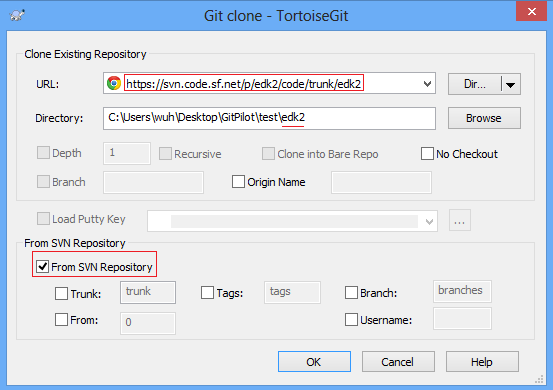 Git clone - TortoiseGit
Clone Existing Repository
URL: https://svn.code.sf.net/p/edk2/code/trunk/edk2 Dir...
Directory: C:\Users\wuh\Desktop\GitPilot\test\edk2 Browse
Depth 1 Recursive Clone into Bare Repo No Checkout
Branch Origin Name
Load Putty Key ...
From SVN Repository
From SVN Repository
Trunk: trunk Tags: tags Branch: branches
From: 0 Username:
OK Cancel Help